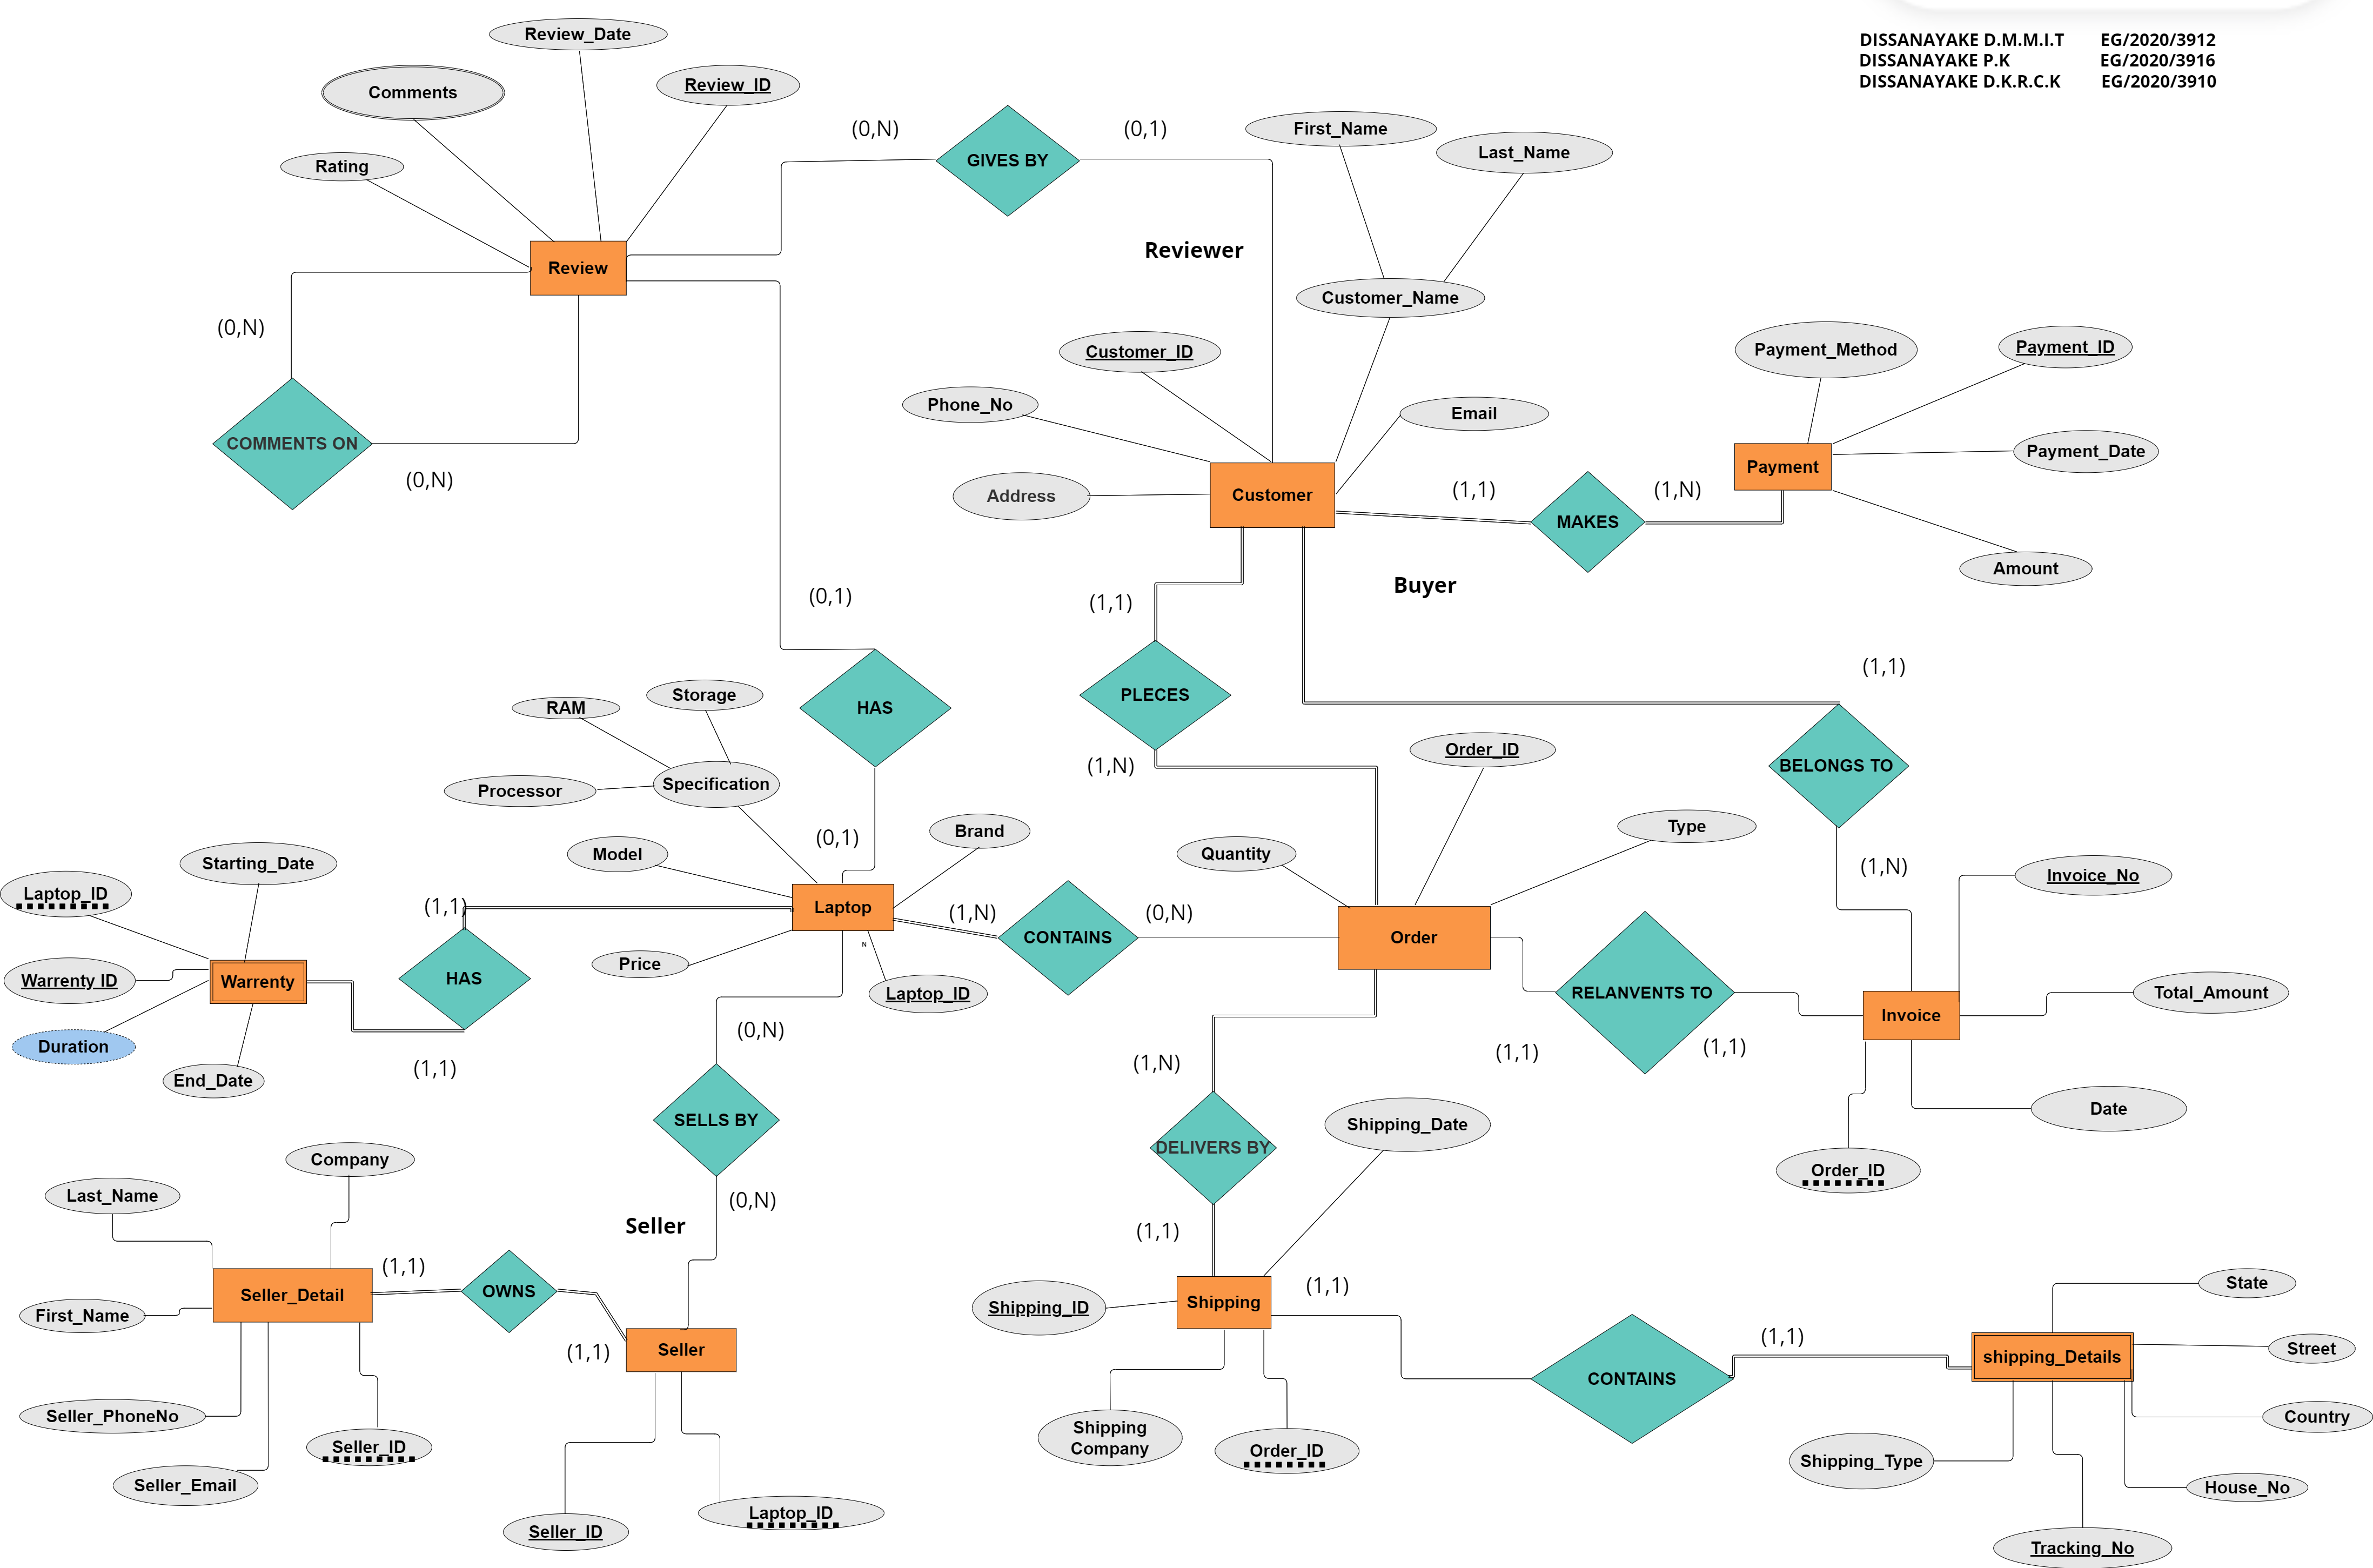 DISSANAYAKE D.M.M.I.T EG/2020/3912
DISSANAYAKE P.K EG/2020/3916
DISSANAYAKE D.K.R.C.K EG/2020/3910
Review_Date
Comments
Review_ID
Rating
Review
(0,N)
GIVES BY
(0,1)
First_Name
Last_Name
Reviewer
Customer_Name
(0,N)
COMMENTS ON
(0,N)
Customer_ID
Phone_No
Email
Address
Customer
(1,1)
MAKES
(1,N)
Payment_Method
Payment_ID
Payment
Payment_Date
Amount
Buyer
(0,1)
HAS
(0,1)
(1,1)
PLECES
(1,N)
(1,1)
BELONGS TO
(1,N)
RAM
Storage
Processor
Specification
Model
Brand
Laptop
Price
N
Laptop_ID
(1,N)
CONTAINS
(0,N)
Order_ID
Quantity
Type
Order
Starting_Date
Laptop_ID
Warrenty ID
Warrenty
Duration
End_Date
(1,1)
HAS
(1,1)
RELANVENTS TO
(1,1)
(1,1)
Invoice_No
Total_Amount
Invoice
Date
Order_ID
(0,N)
SELLS BY
(0,N)
Seller
(1,N)
DELIVERS BY
(1,1)
Shipping_Date
Company
Last_Name
Seller_Detail
First_Name
Seller_PhoneNo
Seller_Email
Seller_ID
(1,1)
OWNS
(1,1)
Seller
Seller_ID
Laptop_ID
Shipping_ID
Shipping
(1,1)
Shipping
Company
Order_ID
CONTAINS
(1,1)
State
shipping_Details
Street
Country
Shipping_Type
House_No
Tracking_No